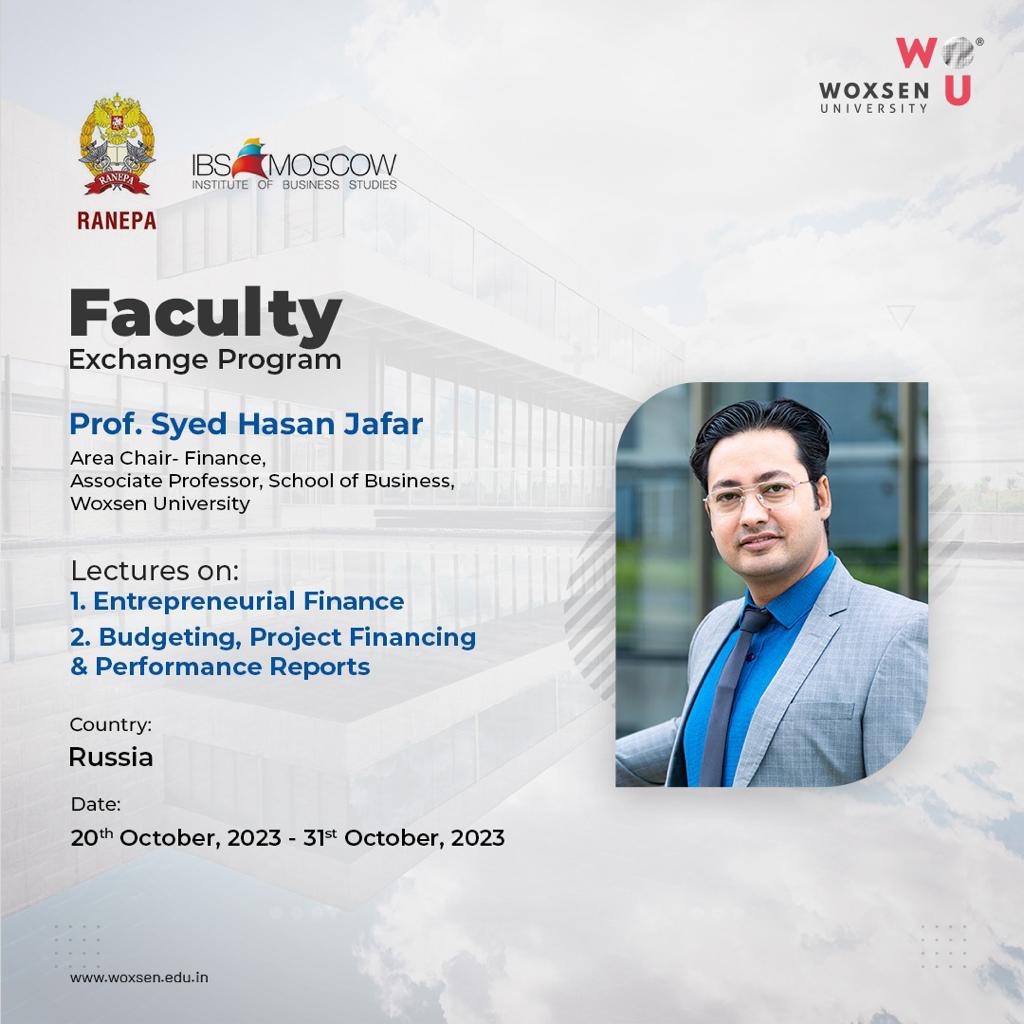 W U ®
WOXSEN
UNIVERSITY
RANEPA
RANEPA
IBS MOSCOW
INSTITUTE OF BUSINESS STUDIES
Faculty
Exchange Program
Prof. Syed Hasan Jafar
Area Chair- Finance,
Associate Professor, School of Business,
Woxsen University
Lectures on:
1. Entrepreneurial Finance
2. Budgeting, Project Financing
& Performance Reports
Country:
Russia
Date:
20th October, 2023 - 31st October, 2023
www.woxsen.edu.in